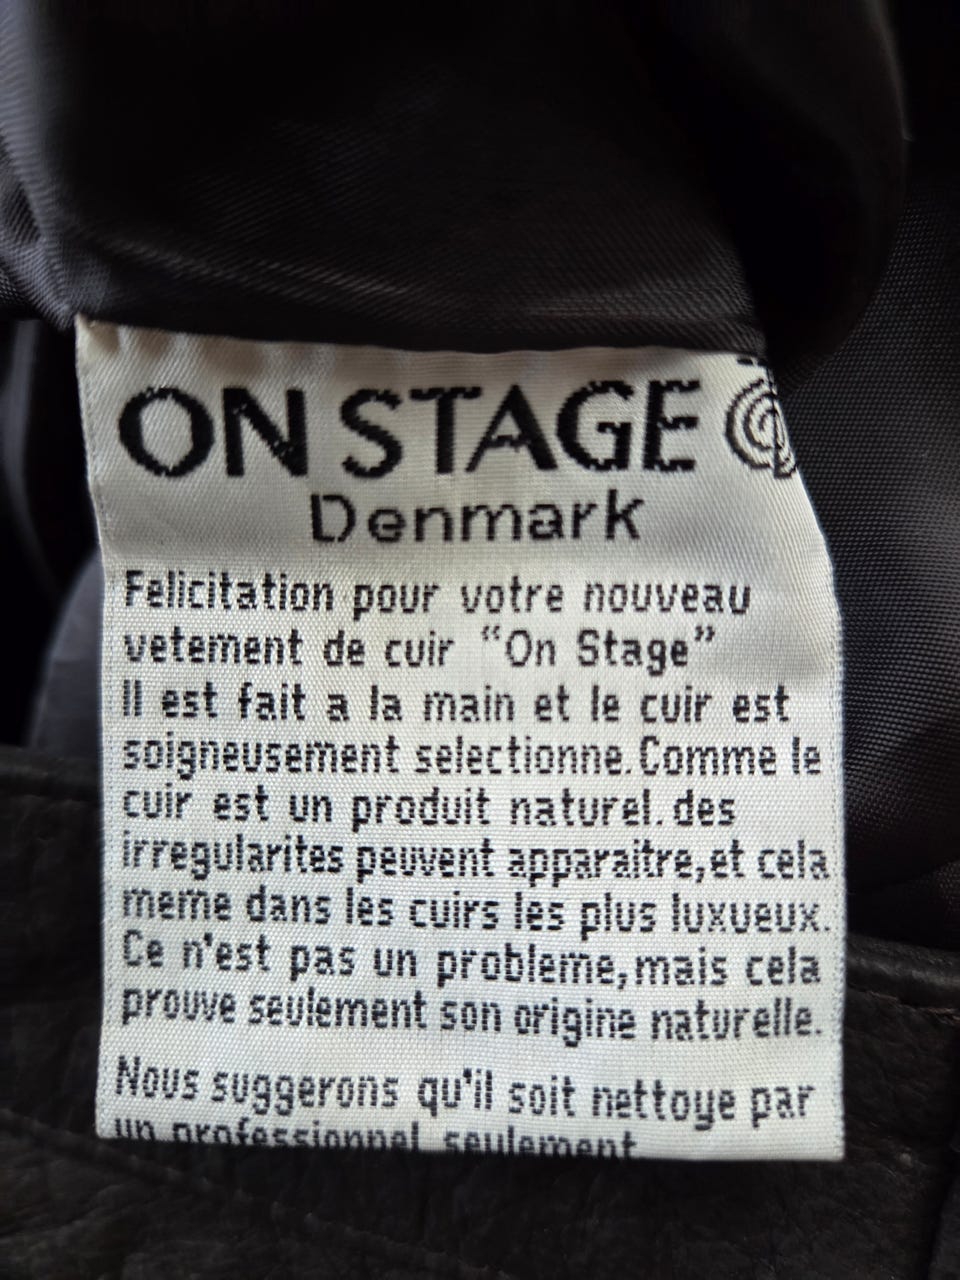 ON STAGE
Denmark
Felicitation pour votre nouveau
vetement de cuir "On Stage"
Il est fait a la main et le cuir est
soigneusement selectionne. Comme le
cuir est un produit naturel. des
irregularites peuvent apparaitre, et cela
meme dans les cuirs les plus luxueux.
Ce n'est pas un probleme, mais cela
prouve seulement son origine naturelle.
Nous suggerons qu'il soit nettoye par
un professionnel seulement